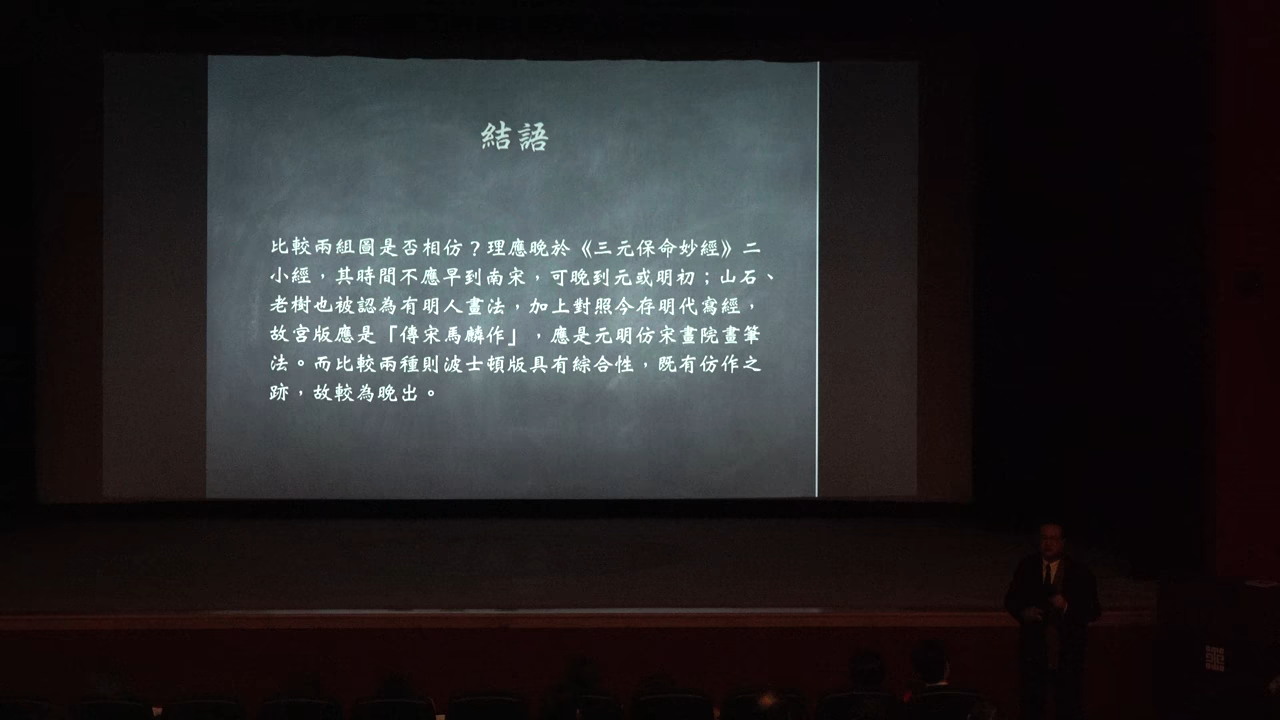 結語
比較兩組圖是否相仿？理應晚於《三元保命妙經》二
小經，其時間不應早到南宋，可晚到元或明初；山石、
老樹也被認為有明人畫法，加上對照今存明代寫經，
故宮版應是「傳宋馬麟作」，應是元明仿宋畫院畫筆
法。而比較兩種則波士頓版具有綜合性，既有仿作之
跡，故較為晚出。